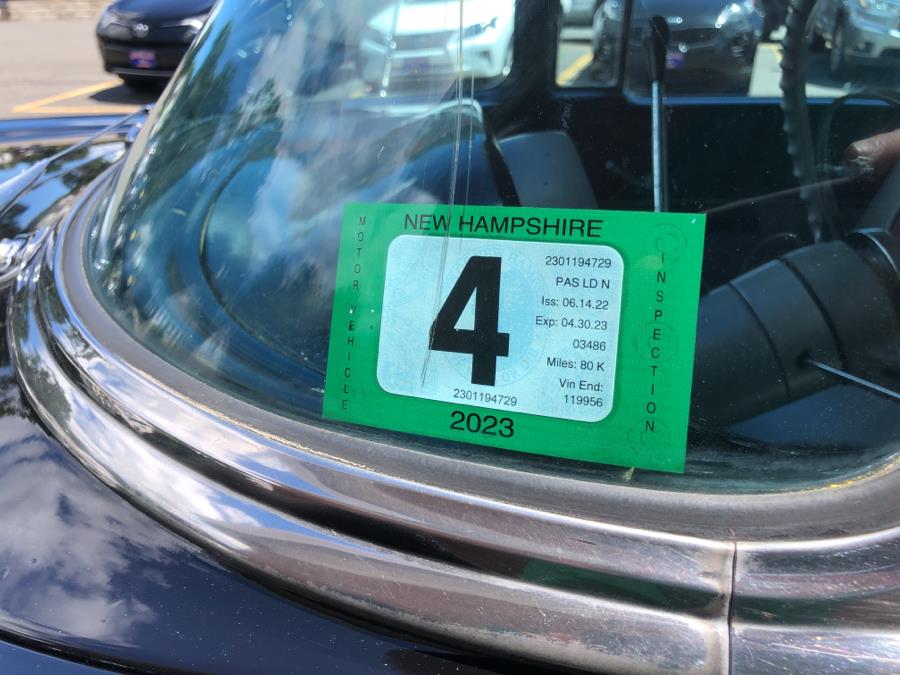 NEW HAMPSHIRE
MOTOR VEHICLE
4
2301194729
PAS LD N
Iss: 06.14.22
Exp: 04.30.23
03486
Miles: 80 K
Vin End:
119956
2301194729
INSPECTION
2023